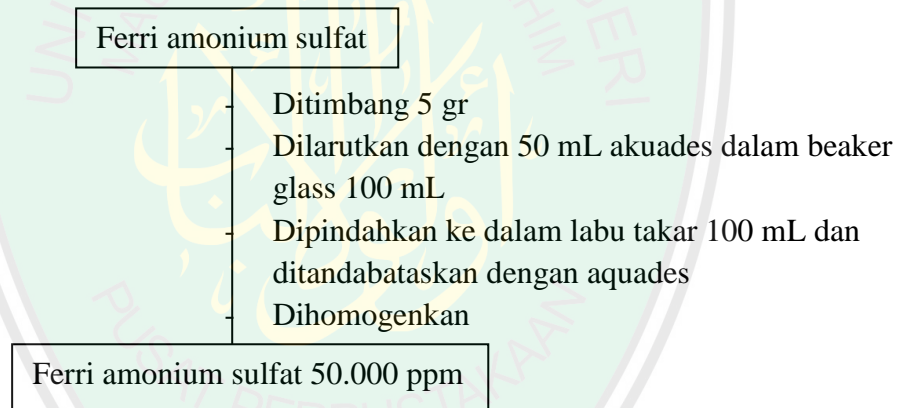 Ferri amonium sulfat
- Ditimbang 5 gr
- Dilarutkan dengan 50 mL akuades dalam beaker
glass 100 mL
- Dipindahkan ke dalam labu takar 100 mL dan
ditandabataskan dengan aquades
- Dihomogenkan
Ferri amonium sulfat 50.000 ppm